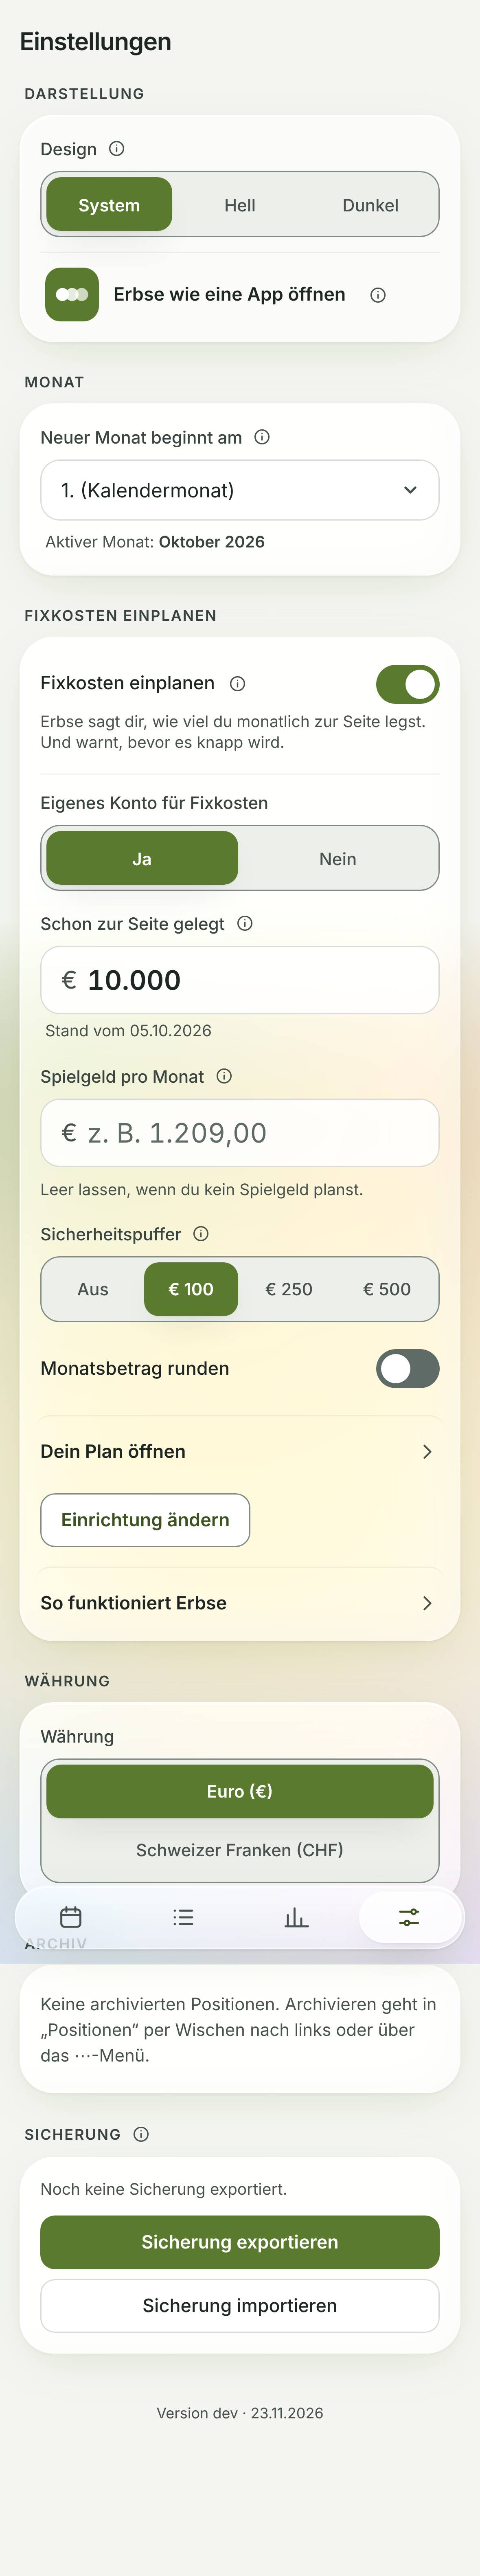 Einstellungen
DARSTELLUNG
Design
System
Hell
Dunkel
Erbse wie eine App öffnen
MONAT
Neuer Monat beginnt am
1. (Kalendermonat)
Aktiver Monat: Oktober 2026
FIXKOSTEN EINPLANEN
Fixkosten einplanen
Erbse sagt dir, wie viel du monatlich zur Seite legst.
Und warnt, bevor es knapp wird.
Eigenes Konto für Fixkosten
Ja
Nein
Schon zur Seite gelegt
€ 10.000
Stand vom 05.10.2026
Spielgeld pro Monat
€ z. B. 1.209,00
Leer lassen, wenn du kein Spielgeld planst.
Sicherheitspuffer
Aus
€ 100
€ 250
€ 500
Monatsbetrag runden
Dein Plan öffnen
Einrichtung ändern
So funktioniert Erbse
WÄHRUNG
Währung
Euro (€)
Schweizer Franken (CHF)
ARCHIV
Keine archivierten Positionen. Archivieren geht in
„Positionen“ per Wischen nach links oder über
das ···-Menü.
SICHERUNG
Noch keine Sicherung exportiert.
Sicherung exportieren
Sicherung importieren
Version dev · 23.11.2026